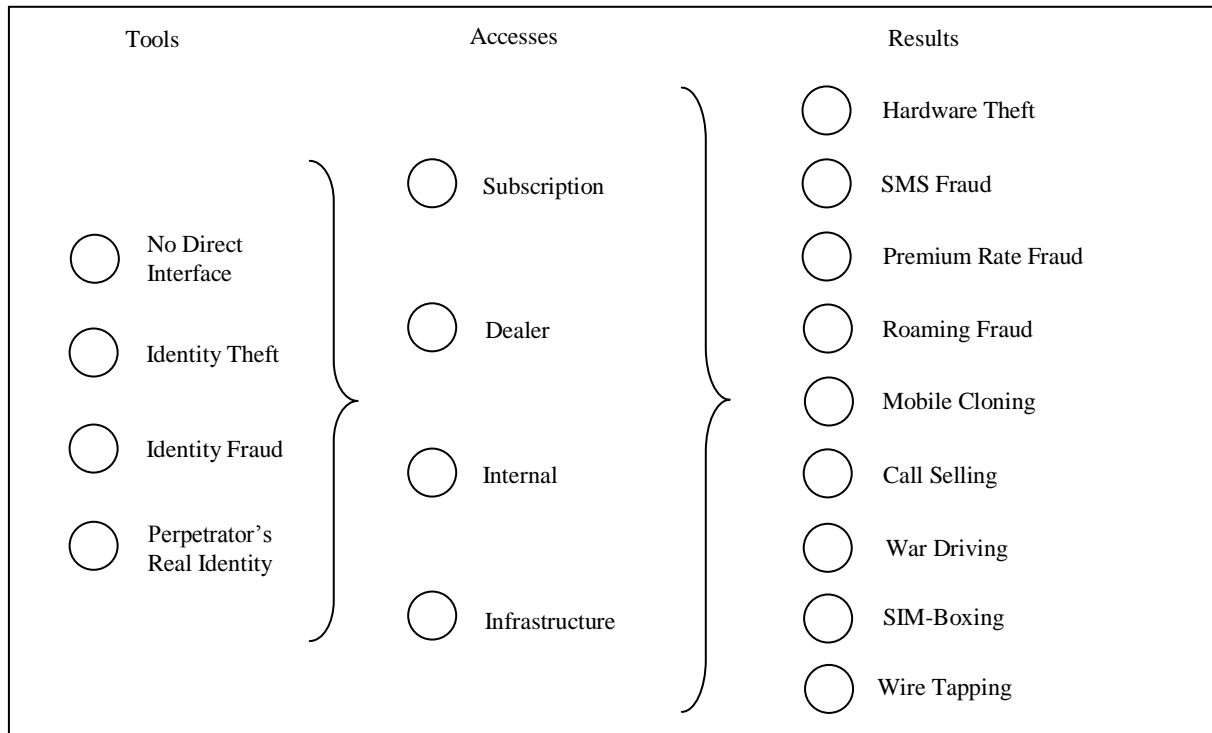 Tools
Accesses
Results
No Direct
Interface
Identity Theft
Identity Fraud
Perpetrator’s
Real Identity
Subscription
Dealer
Internal
Infrastructure
Hardware Theft
SMS Fraud
Premium Rate Fraud
Roaming Fraud
Mobile Cloning
Call Selling
War Driving
SIM-Boxing
Wire Tapping